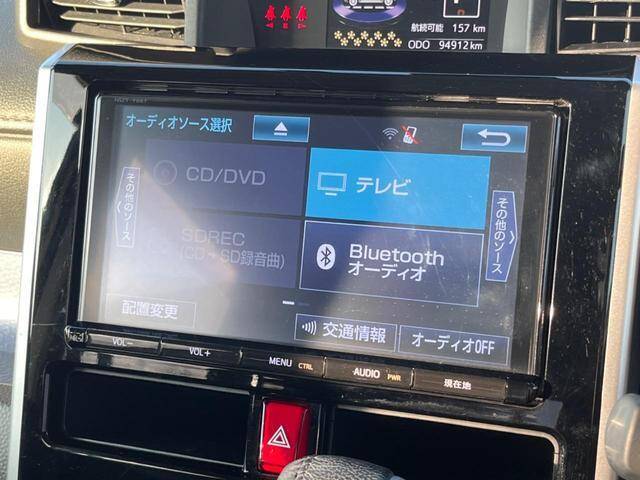 航続可能 157 km
ODO 94912 km
オーディオソース選択
CD/DVD
テレビ
その他のソース
その他のソース
SDREC
(CD→SD録音曲)
Bluetooth
オーディオ
配置変更
交通情報
オーディオOFF
VOL−
VOL+
MENU CTRL
AUDIO PWR
現在地